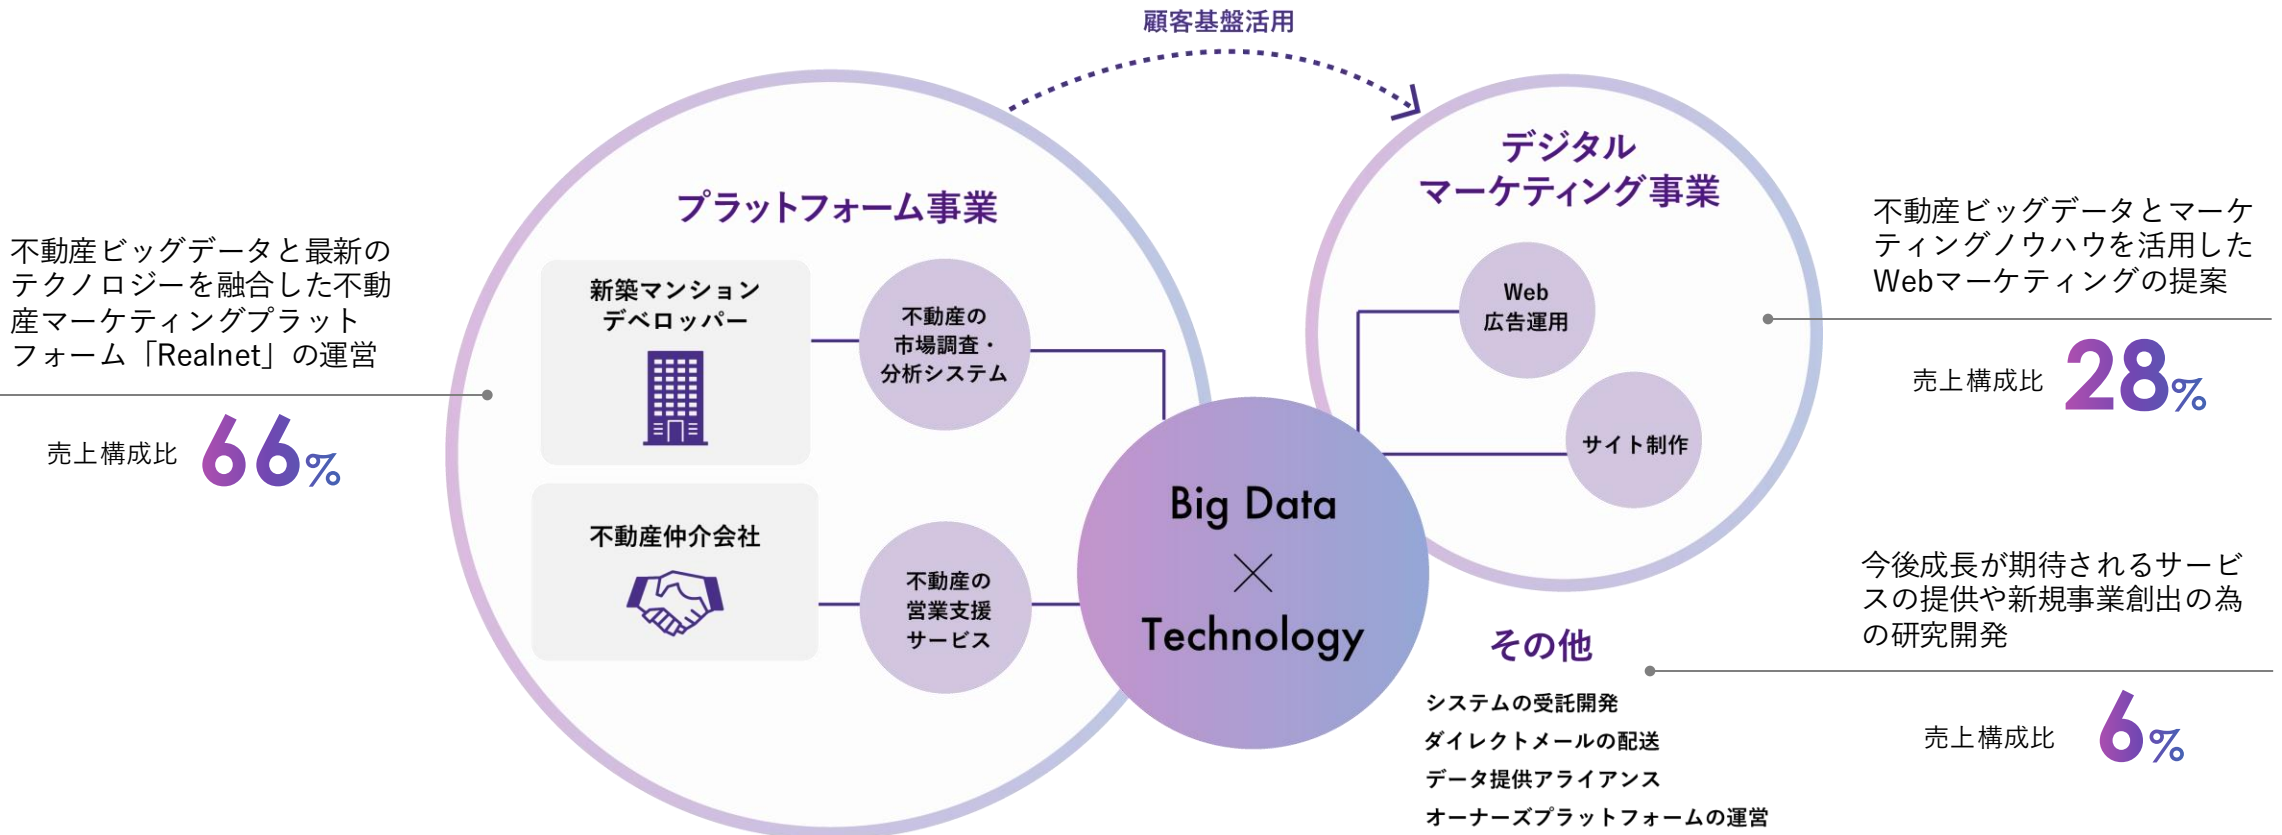 顧客基盤活用
プラットフォーム事業
不動産ビッグデータと最新の
テクノロジーを融合した不動
産マーケティングプラット
フォーム「Realnet」の運営
売上構成比 66%
新築マンション
デベロッパー
不動産の
市場調査・
分析システム
不動産仲介会社
不動産の
営業支援
サービス
Big Data
×
Technology
デジタル
マーケティング事業
Web
広告運用
サイト制作
不動産ビッグデータとマーケ
ティングノウハウを活用した
Webマーケティングの提案
売上構成比 28%
その他
システムの受託開発
ダイレクトメールの配送
データ提供アライアンス
オーナーズプラットフォームの運営
今後成長が期待されるサービ
スの提供や新規事業創出の為
の研究開発
売上構成比 6%